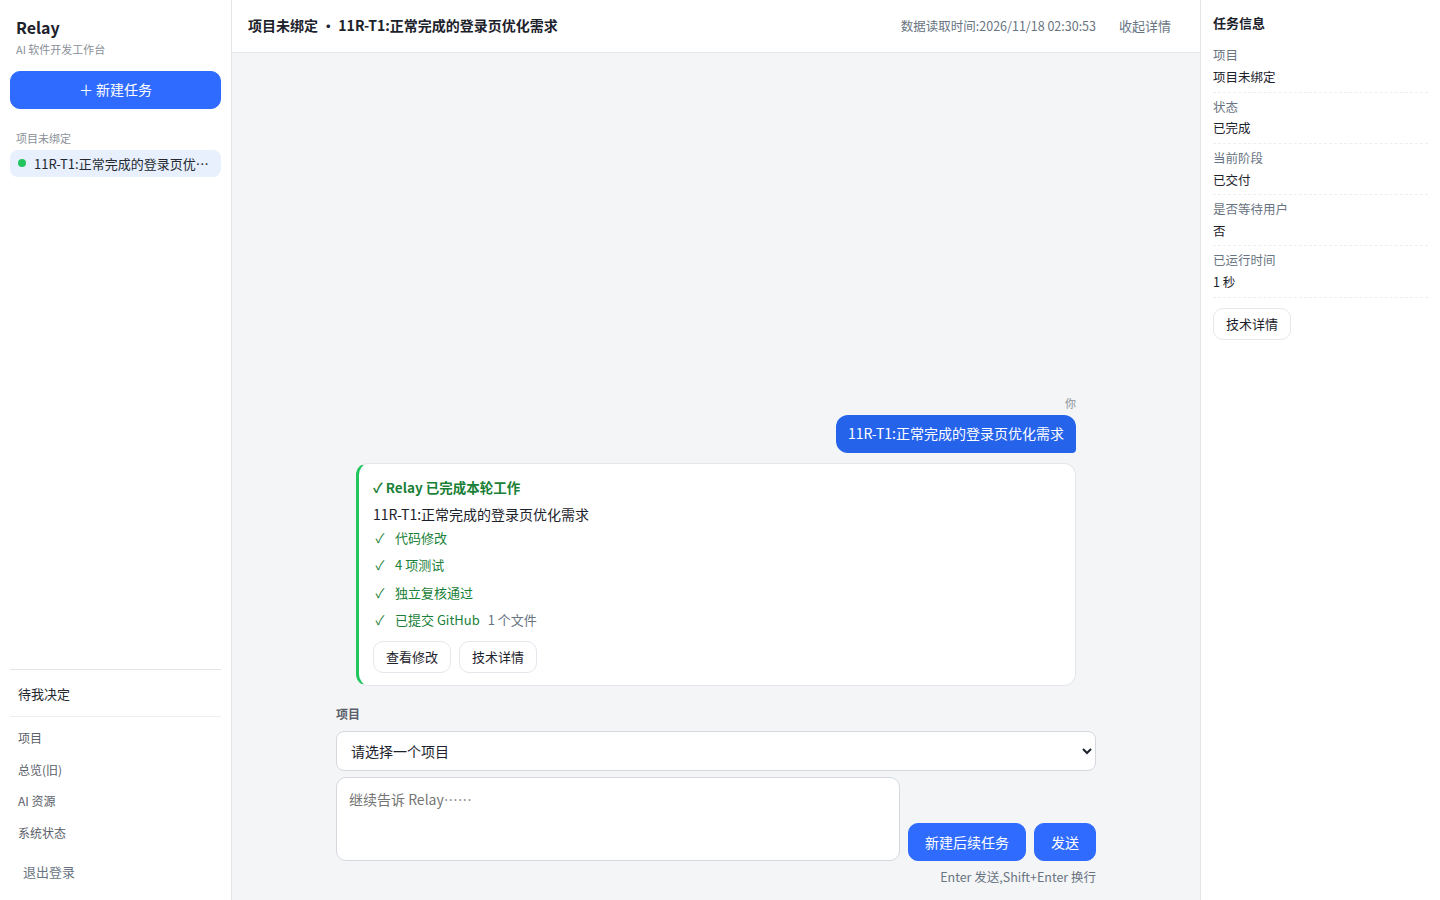 Relay
AI 软件开发工作台
＋ 新建任务
项目未绑定
11R-T1:正常完成的登录页优…
待我决定
项目
总览(旧)
AI 资源
系统状态
退出登录
项目未绑定 · 11R-T1:正常完成的登录页优化需求
数据读取时间:2026/11/18 02:30:53
收起详情
你
11R-T1:正常完成的登录页优化需求
✓ Relay 已完成本轮工作
11R-T1:正常完成的登录页优化需求
✓ 代码修改
✓ 4 项测试
✓ 独立复核通过
✓ 已提交 GitHub 1 个文件
查看修改
技术详情
项目
请选择一个项目
继续告诉 Relay……
新建后续任务
发送
Enter 发送,Shift+Enter 换行
任务信息
项目
项目未绑定
状态
已完成
当前阶段
已交付
是否等待用户
否
已运行时间
1 秒
技术详情